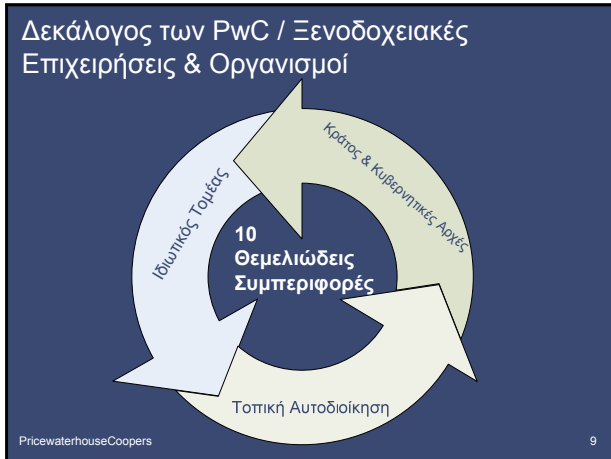 Δεκάλογος των PwC / Ξενοδοχειακές
Επιχειρήσεις & Οργανισμοί
Κράτος & Κυβερνητικές Αρχές
Ιδιωτικός Τομέας
10
Θεμελιώδεις
Συμπεριφορές
Τοπική Αυτοδιοίκηση
PricewaterhouseCoopers
9